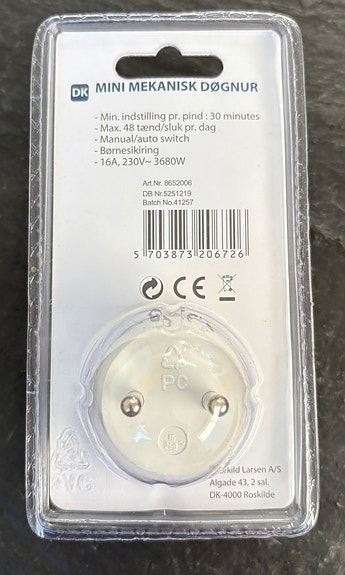 DK MINI MEKANISK DØGNUR
- Min. indstilling pr. pind : 30 minutes
- Max. 48 tænd/sluk pr. dag
- Manual/auto switch
- Børnesikring
- 16A, 230V~ 3680W
Art.Nr. 8652006
DB Nr.5251219
Batch No.41257
5 703873 206726
CE
PC
Larsen A/S
Algade 43, 2 sal.
DK-4000 Roskilde